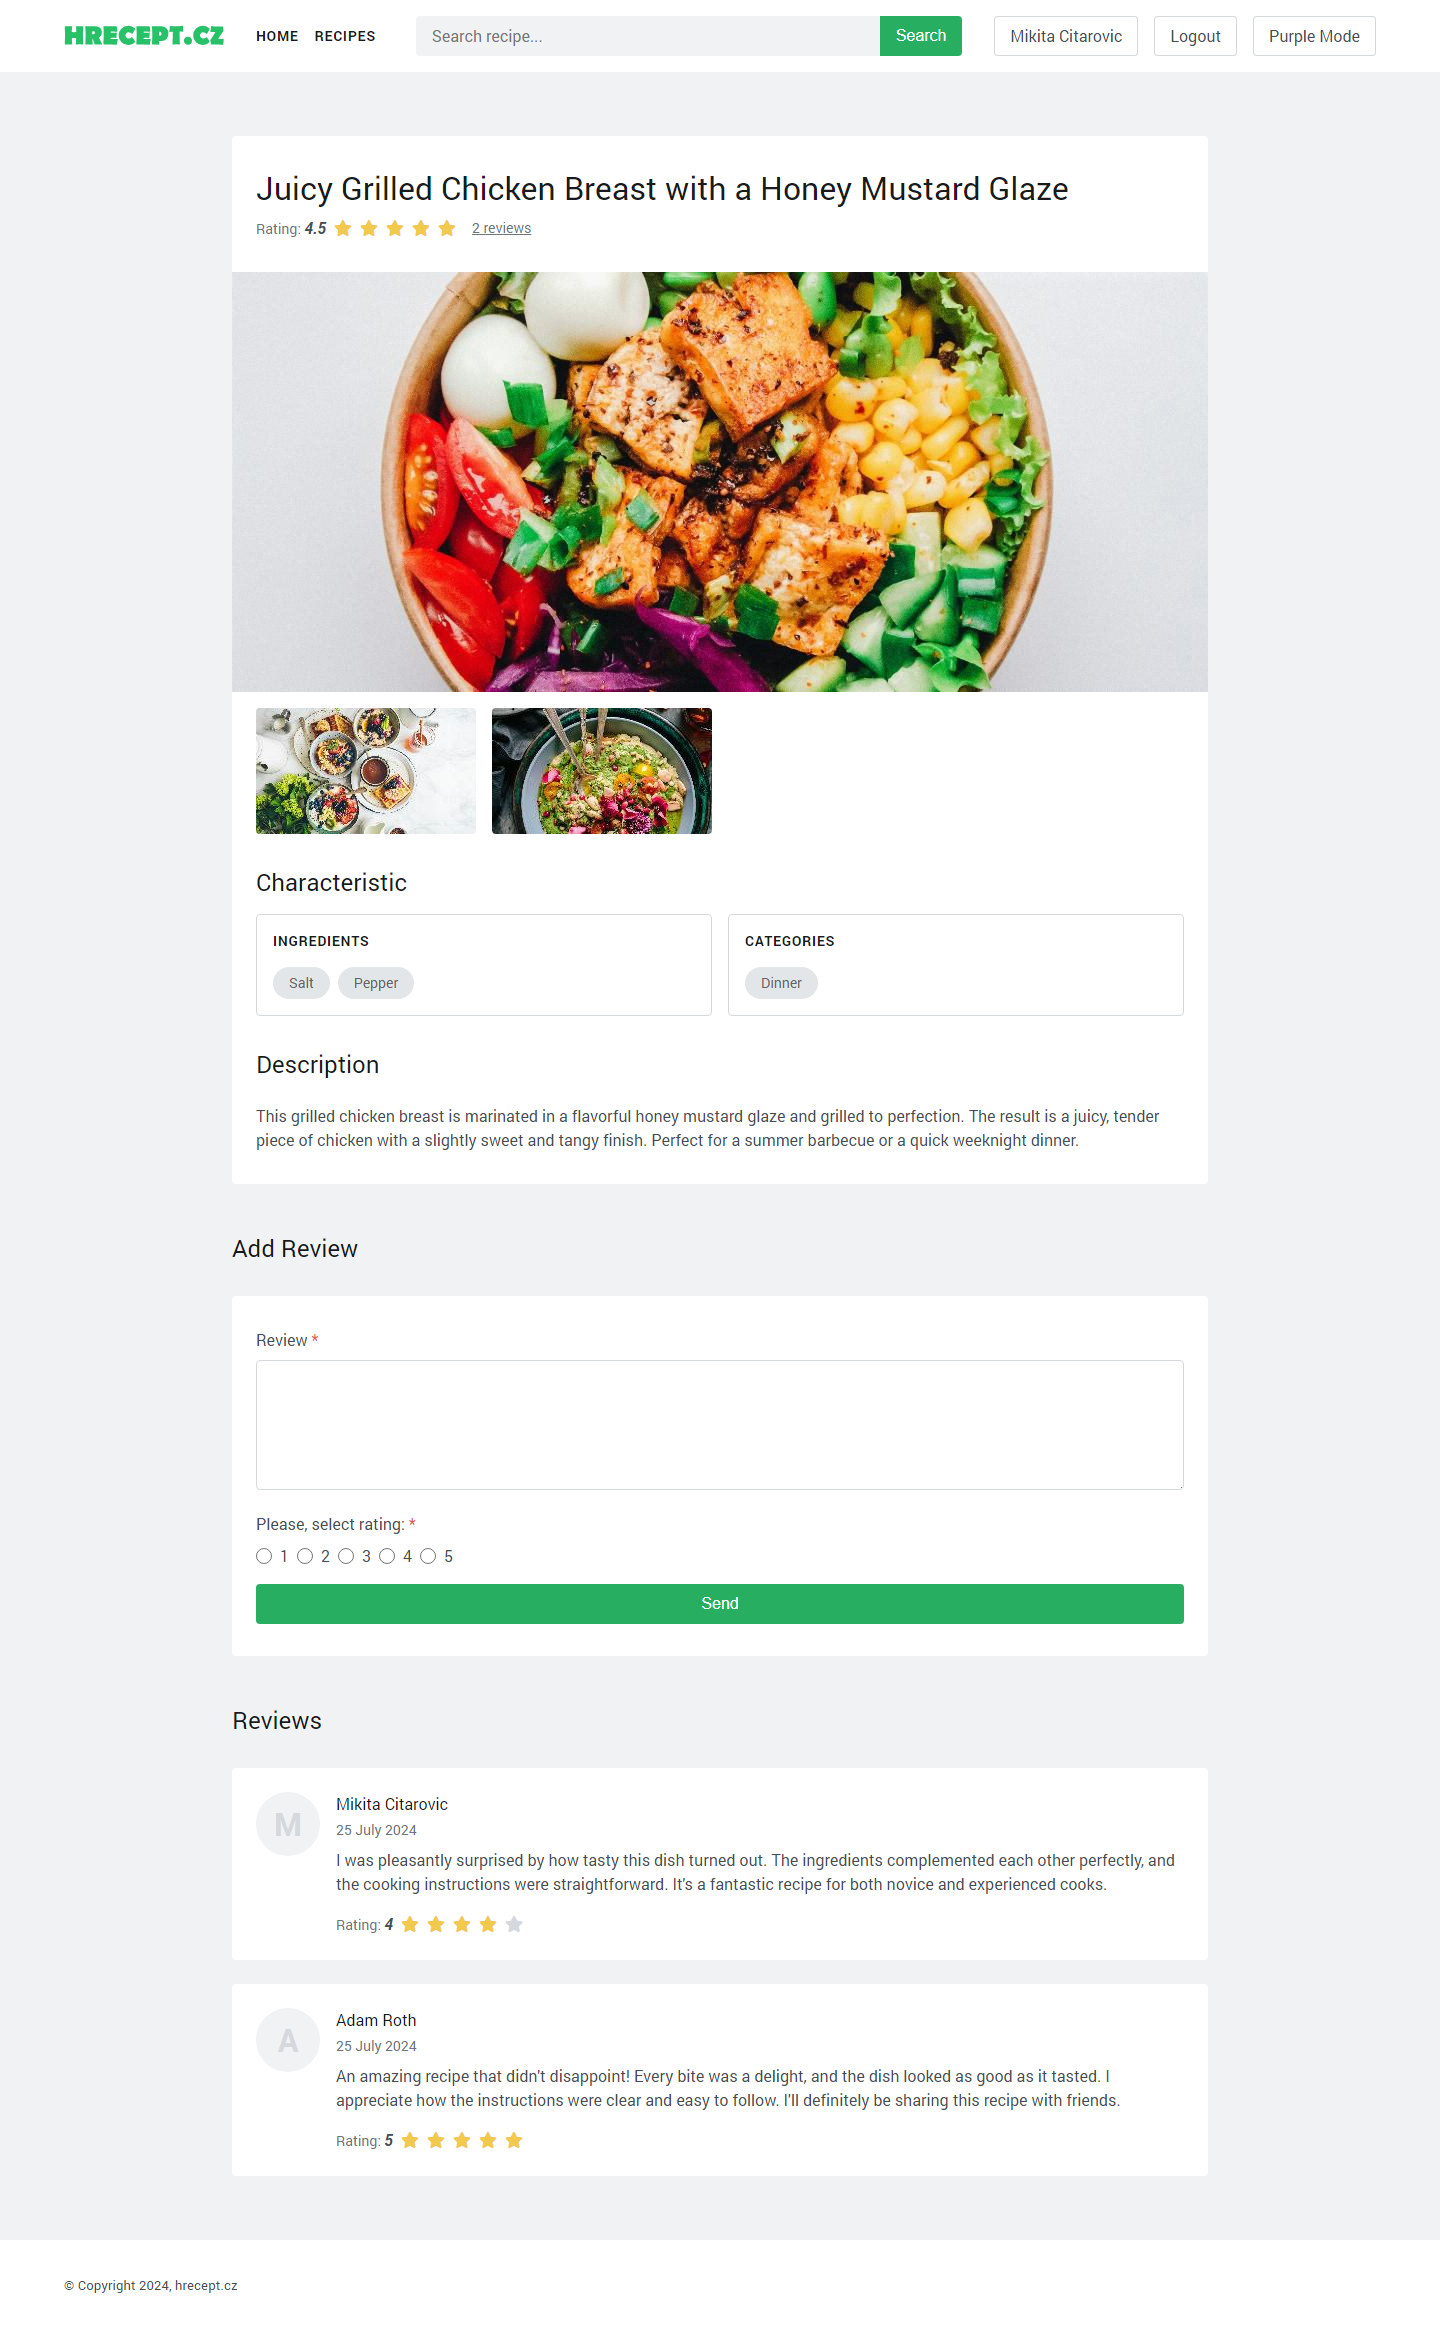 HRECEPT.CZ HOME RECIPES Search recipe... Search Mikita Citarovic Logout Purple Mode
Juicy Grilled Chicken Breast with a Honey Mustard Glaze
Rating: 4.5 2 reviews
Characteristic
INGREDIENTS
Salt Pepper
CATEGORIES
Dinner
Description
This grilled chicken breast is marinated in a flavorful honey mustard glaze and grilled to perfection. The result is a juicy, tender
piece of chicken with a slightly sweet and tangy finish. Perfect for a summer barbecue or a quick weeknight dinner.
Add Review
Review *
Please, select rating: *
1 2 3 4 5
Send
Reviews
M
Mikita Citarovic
25 July 2024
I was pleasantly surprised by how tasty this dish turned out. The ingredients complemented each other perfectly, and
the cooking instructions were straightforward. It's a fantastic recipe for both novice and experienced cooks.
Rating: 4
A
Adam Roth
25 July 2024
An amazing recipe that didn't disappoint! Every bite was a delight, and the dish looked as good as it tasted. I
appreciate how the instructions were clear and easy to follow. I'll definitely be sharing this recipe with friends.
Rating: 5
© Copyright 2024, hrecept.cz